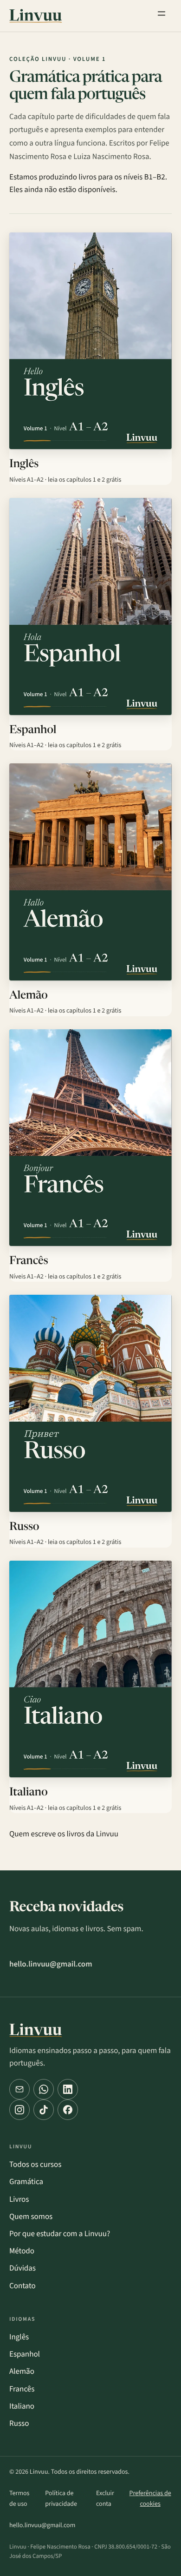 Linvuu
COLEÇÃO LINVUU · VOLUME 1
Gramática prática para
quem fala português
Cada capítulo parte de dificuldades de quem fala
português e apresenta exemplos para entender
como a outra língua funciona. Escritos por Felipe
Nascimento Rosa e Luiza Nascimento Rosa.
Estamos produzindo livros para os níveis B1–B2.
Eles ainda não estão disponíveis.
Hello
Inglês
Volume 1 · Nível A1 – A2
Linvuu
Inglês
Níveis A1–A2 · leia os capítulos 1 e 2 grátis
Hola
Espanhol
Volume 1 · Nível A1 – A2
Linvuu
Espanhol
Níveis A1–A2 · leia os capítulos 1 e 2 grátis
Hallo
Alemão
Volume 1 · Nível A1 – A2
Linvuu
Alemão
Níveis A1–A2 · leia os capítulos 1 e 2 grátis
Bonjour
Francês
Volume 1 · Nível A1 – A2
Linvuu
Francês
Níveis A1–A2 · leia os capítulos 1 e 2 grátis
Привет
Russo
Volume 1 · Nível A1 – A2
Linvuu
Russo
Níveis A1–A2 · leia os capítulos 1 e 2 grátis
Ciao
Italiano
Volume 1 · Nível A1 – A2
Linvuu
Italiano
Níveis A1–A2 · leia os capítulos 1 e 2 grátis
Quem escreve os livros da Linvuu
Receba novidades
Novas aulas, idiomas e livros. Sem spam.
hello.linvuu@gmail.com
Linvuu
Idiomas ensinados passo a passo, para quem fala
português.
LINVUU
Todos os cursos
Gramática
Livros
Quem somos
Por que estudar com a Linvuu?
Método
Dúvidas
Contato
IDIOMAS
Inglês
Espanhol
Alemão
Francês
Italiano
Russo
© 2026 Linvuu. Todos os direitos reservados.
Termos de uso
Política de privacidade
Excluir conta
Preferências de cookies
hello.linvuu@gmail.com
Linvuu · Felipe Nascimento Rosa · CNPJ 38.800.654/0001-72 · São
José dos Campos/SP